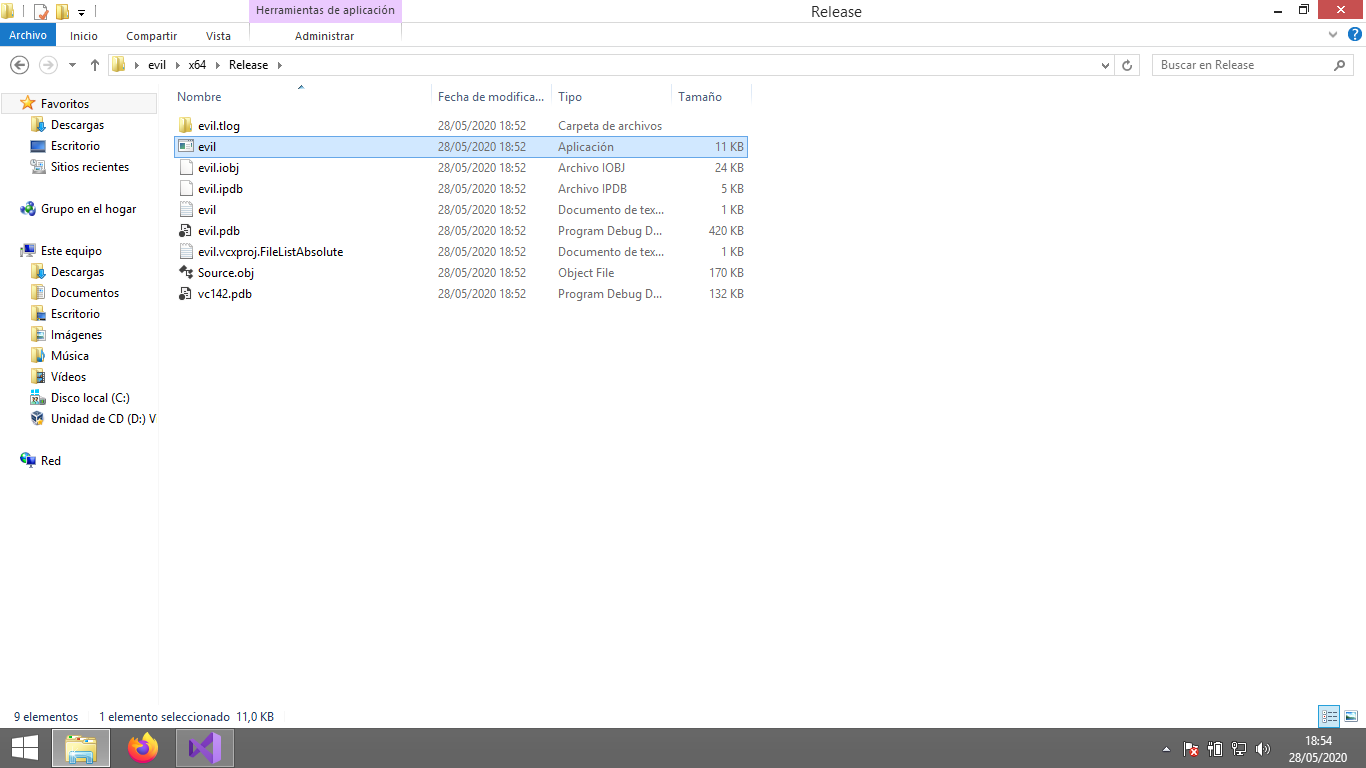 Herramientas de aplicación
Release
Archivo Inicio Compartir Vista Administrar
evil x64 Release
Buscar en Release
Nombre Fecha de modifica... Tipo Tamaño
Favoritos
Descargas
Escritorio
Sitios recientes
Grupo en el hogar
Este equipo
Descargas
Documentos
Escritorio
Imágenes
Música
Vídeos
Disco local (C:)
Unidad de CD (D:) V
Red
evil.tlog 28/05/2020 18:52 Carpeta de archivos
evil 28/05/2020 18:52 Aplicación 11 KB
evil.iobj 28/05/2020 18:52 Archivo IOBJ 24 KB
evil.ipdb 28/05/2020 18:52 Archivo IPDB 5 KB
evil 28/05/2020 18:52 Documento de tex... 1 KB
evil.pdb 28/05/2020 18:52 Program Debug D... 420 KB
evil.vcxproj.FileListAbsolute 28/05/2020 18:52 Documento de tex... 1 KB
Source.obj 28/05/2020 18:52 Object File 170 KB
vc142.pdb 28/05/2020 18:52 Program Debug D... 132 KB
9 elementos 1 elemento seleccionado 11,0 KB
18:54
28/05/2020